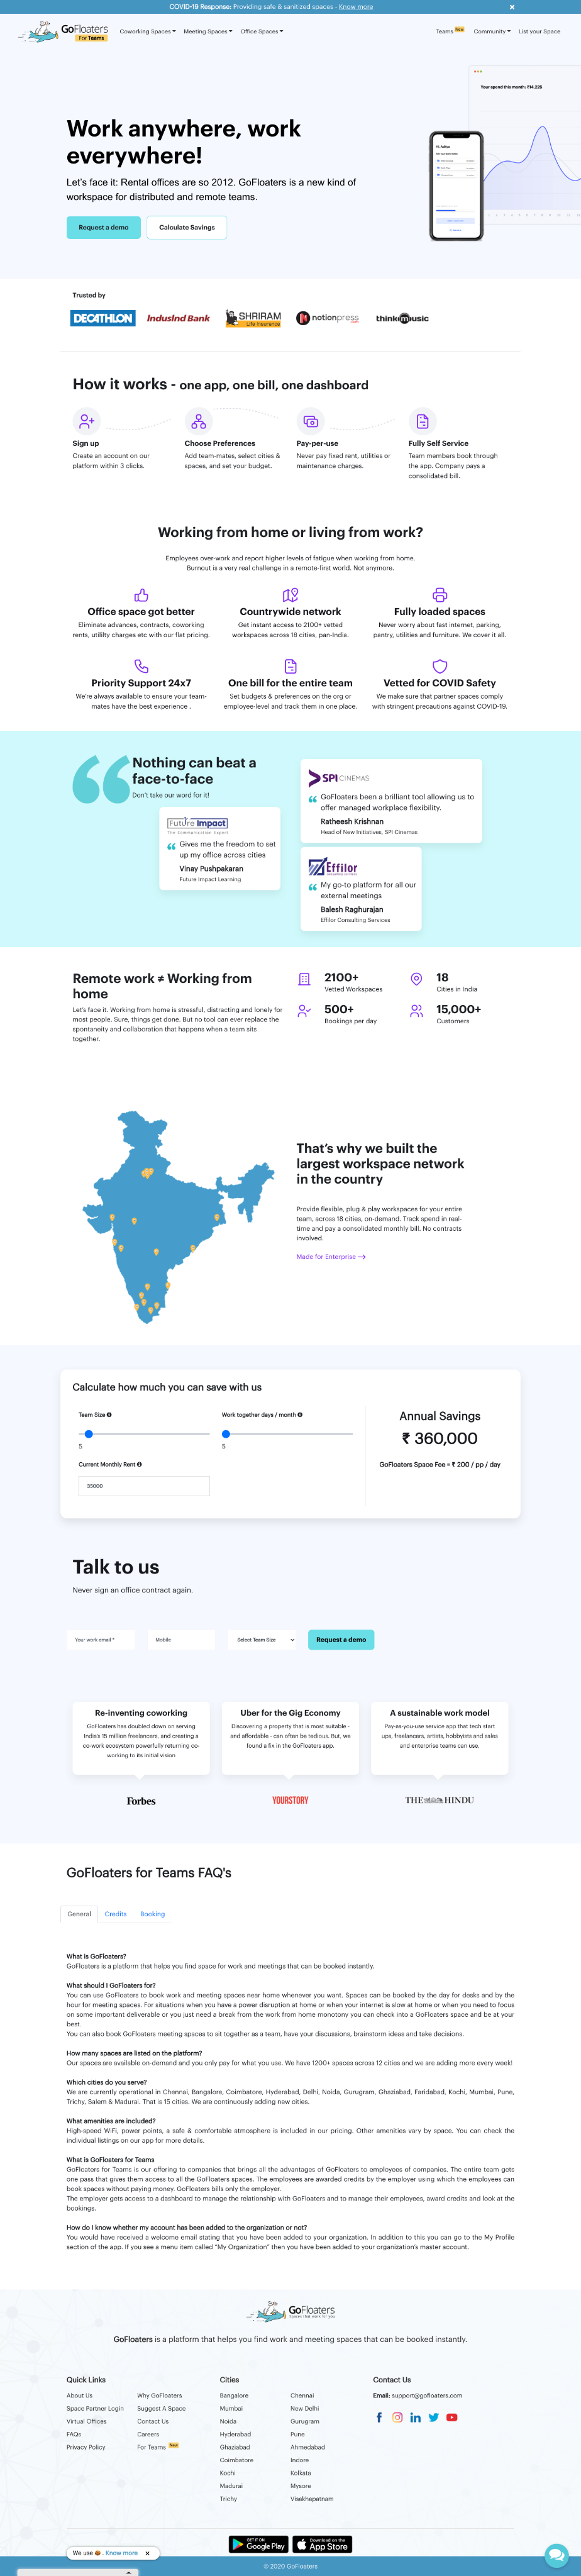 COVID-19 Response: Providing safe & sanitized spaces - Know more ×
GoFloaters
For Teams
Coworking Spaces
Meeting Spaces
Office Spaces
Teams New
Community
List your Space
Work anywhere, work
everywhere!
Let's face it: Rental offices are so 2012. GoFloaters is a new kind of
workspace for distributed and remote teams.
Request a demo
Calculate Savings
Your spend this month: ₹14,225
Trusted by
DECATHLON
IndusInd Bank
SHRIRAM
Life Insurance
notionpress
thinkmusic
How it works - one app, one bill, one dashboard
Sign up
Create an account on our
platform within 3 clicks.
Choose Preferences
Add team-mates, select cities &
spaces, and set your budget.
Pay-per-use
Never pay fixed rent, utilities or
maintenance charges.
Fully Self Service
Team members book through
the app. Company pays a
consolidated bill.
Working from home or living from work?
Employees over-work and report higher levels of fatigue when working from home.
Burnout is a very real challenge in a remote-first world. Not anymore.
Office space got better
Eliminate advances, contracts, coworking
rents, utility charges etc with our flat pricing.
Countrywide network
Get instant access to 2100+ vetted
workspaces across 18 cities, pan-India.
Fully loaded spaces
Never worry about fast internet, parking,
pantry, utilities and furniture. We cover it all.
Priority Support 24x7
We're always available to ensure your team-
mates have the best experience .
One bill for the entire team
Set budgets & preferences on the org or
employee-level and track them in one place.
Vetted for COVID Safety
We make sure that partner spaces comply
with stringent precautions against COVID-19.
Nothing can beat a
face-to-face
Don't take our word for it!
Future Impact
The Communication Expert
Gives me the freedom to set
up my office across cities
Vinay Pushpakaran
Future Impact Learning
SPI CINEMAS
GoFloaters been a brilliant tool allowing us to
offer managed workplace flexibility.
Ratheesh Krishnan
Head of New Initiatives, SPI Cinemas
Effilor
My go-to platform for all our
external meetings
Balesh Raghurajan
Effilor Consulting Services
Remote work ≠ Working from
home
Let's face it. Working from home is stressful, distracting and lonely for
most people. Sure, things get done. But no tool can ever replace the
spontaneity and collaboration that happens when a team sits
together.
2100+
Vetted Workspaces
18
Cities in India
500+
Bookings per day
15,000+
Customers
That's why we built the
largest workspace network
in the country
Provide flexible, plug & play workspaces for your entire
team, across 18 cities, on-demand. Track spend in real-
time and pay a consolidated monthly bill. No contracts
involved.
Made for Enterprise →
Calculate how much you can save with us
Team Size
5
Work together days / month
5
Current Monthly Rent
39000
Annual Savings
₹ 360,000
GoFloaters Space Fee = ₹ 200 / pp / day
Talk to us
Never sign an office contract again.
Your work email *
Mobile
Select Team Size
Request a demo
Re-inventing coworking
GoFloaters has doubled down on serving
India's 15 million freelancers, and creating a
co-work ecosystem powerfully returning co-
working to its initial vision
Forbes
Uber for the Gig Economy
Discovering a property that is most suitable -
and affordable - can often be tedious. But, we
found a fix in the GoFloaters app.
YOURSTORY
A sustainable work model
Pay-as-you-use service app that tech start
ups, freelancers, artists, hobbyists and sales
and enterprise teams can use.
THE HINDU
GoFloaters for Teams FAQ's
General
Credits
Booking
What is GoFloaters?
GoFloaters is a platform that helps you find space for work and meetings that can be booked instantly.
What should I GoFloaters for?
You can use GoFloaters to book work and meeting spaces near home whenever you want. Spaces can be booked by the day for desks and by the
hour for meeting spaces. For situations when you have a power disruption at home or when your internet is slow at home or when you need to focus
on some important deliverable or you just need a break from the work from home monotony you can check into a GoFloaters space and be at your
best.
You can also book GoFloaters meeting spaces to sit together as a team, have your discussions, brainstorm ideas and take decisions.
How many spaces are listed on the platform?
Our spaces are available on-demand and you only pay for what you use. We have 1200+ spaces across 12 cities and we are adding more every week!
Which cities do you serve?
We are currently operational in Chennai, Bangalore, Coimbatore, Hyderabad, Delhi, Noida, Gurugram, Ghaziabad, Faridabad, Kochi, Mumbai, Pune,
Trichy, Salem & Madurai. That is 15 cities. We are continously adding new cities.
What amenities are included?
High-speed WiFi, power points, a safe & comfortable atmosphere is included in our pricing. Other amenities vary by space. You can check the
individual listings on our app for more details.
What is GoFloaters for Teams
GoFloaters for Teams is our offering to companies that brings all the advantages of GoFloaters to employees of companies. The entire team gets
one pass that gives them access to all the GoFloaters spaces. The employees are awarded credits by the employer using which the employees can
book spaces without paying money. GoFloaters bills only the employer.
The employer gets access to a dashboard to manage the relationship with GoFloaters and to manage their employees, award credits and look at the
bookings.
How do I know whether my account has been added to the organization or not?
You would have received a welcome email stating that you have been added to your organization. In addition to this you can go to the My Profile
section of the app. If you see a menu item called "My Organization" then you have been added to your organization's master account.
GoFloaters
spaces that work for you
GoFloaters is a platform that helps you find work and meeting spaces that can be booked instantly.
Quick Links
About Us
Space Partner Login
Virtual Offices
FAQs
Privacy Policy
Why GoFloaters
Suggest A Space
Contact Us
Careers
For Teams New
Cities
Bangalore
Mumbai
Noida
Hyderabad
Ghaziabad
Coimbatore
Kochi
Madurai
Trichy
Chennai
New Delhi
Gurugram
Pune
Ahmedabad
Indore
Kolkata
Mysore
Visakhapatnam
Contact Us
Email: support@gofloaters.com
GET IT ON
Google Play
Download on the
App Store
We use 🍪 . Know more ×
© 2020 GoFloaters